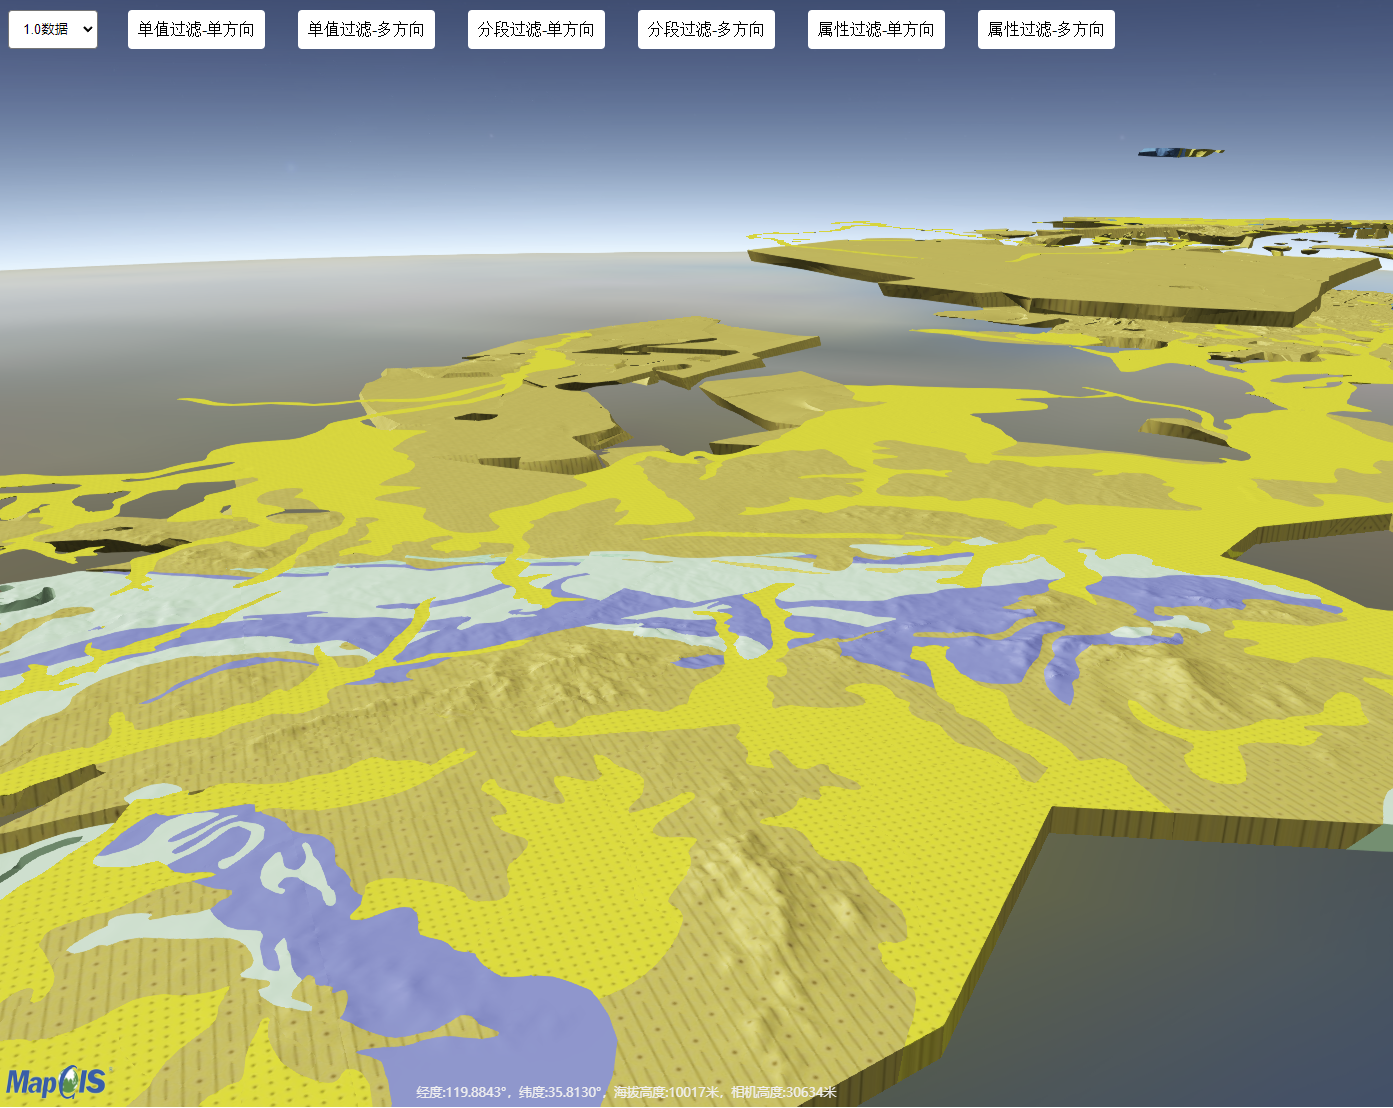 1.0数据
单值过滤-单方向
单值过滤-多方向
分段过滤-单方向
分段过滤-多方向
属性过滤-单方向
属性过滤-多方向
MapGIS
经度:119.8843°，纬度:35.8130°，海拔高度:10017米，相机高度:30634米